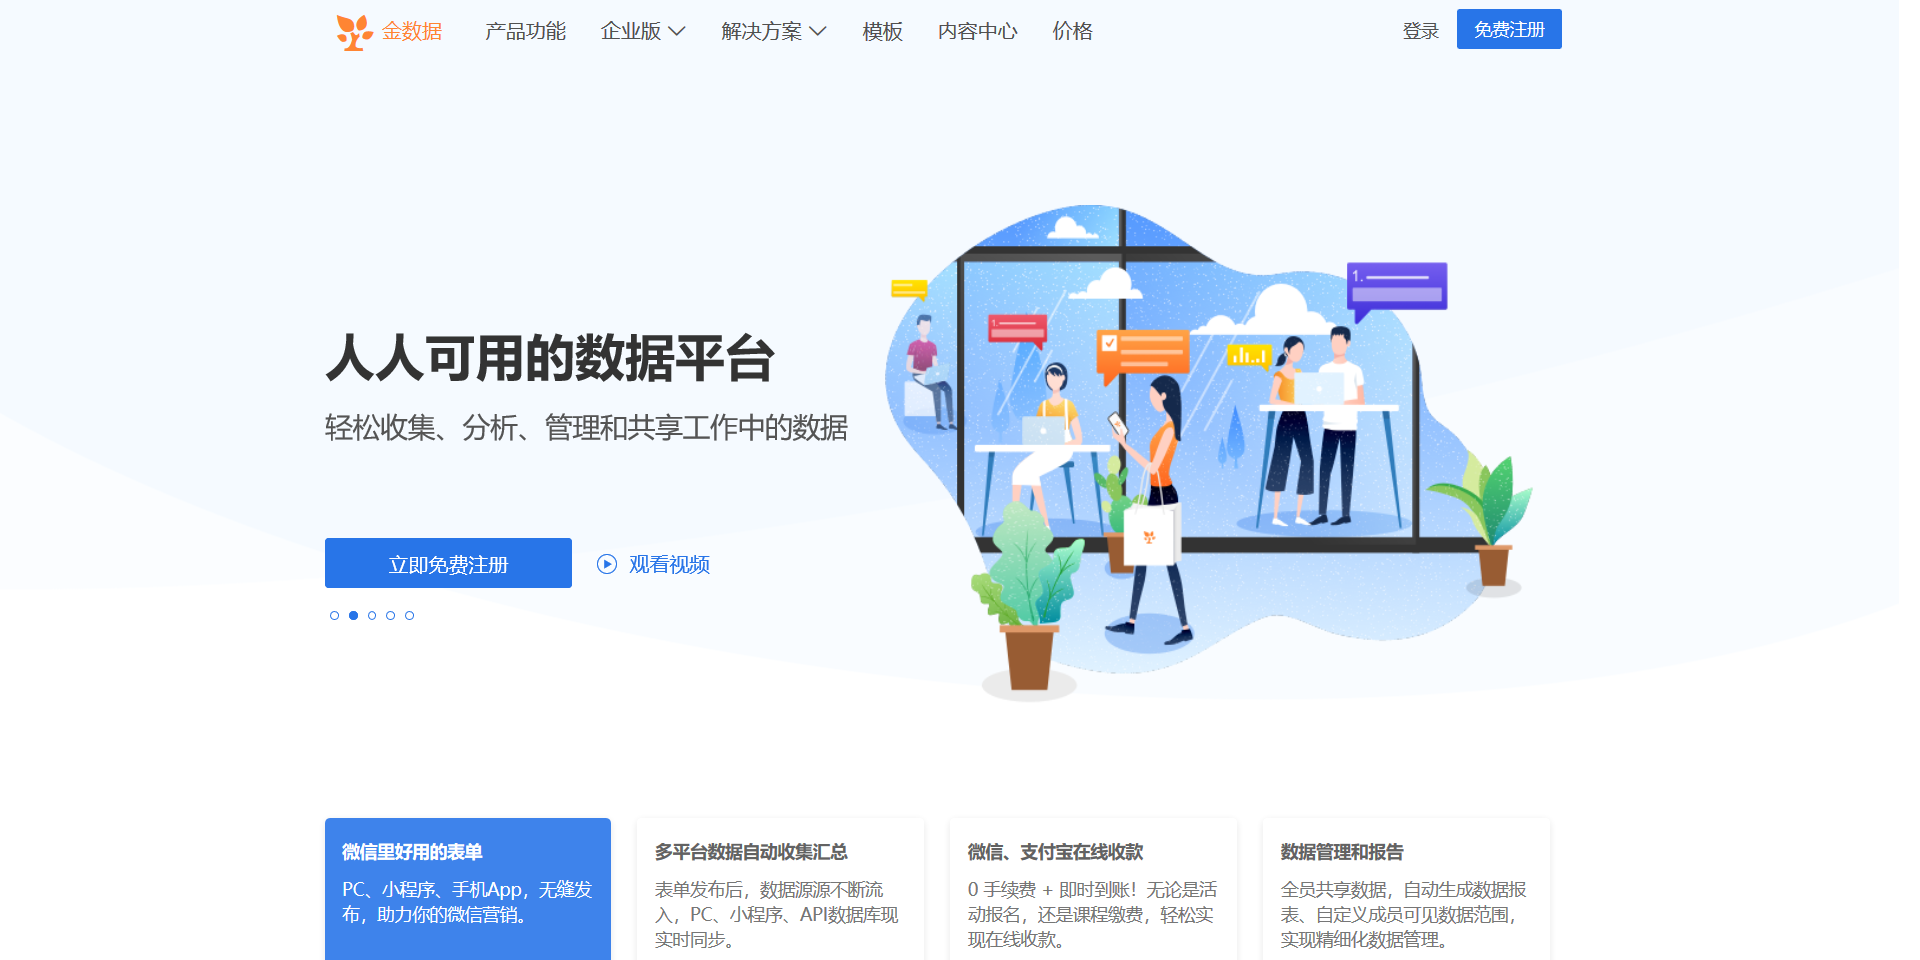 金数据 产品功能 企业版 解决方案 模板 内容中心 价格 登录 免费注册
人人可用的数据平台
轻松收集、分析、管理和共享工作中的数据
立即免费注册 观看视频
1.
1.
微信里好用的表单
PC、小程序、手机App，无缝发
布，助力你的微信营销。
多平台数据自动收集汇总
表单发布后，数据源源不断流
入，PC、小程序、API数据库现
实时同步。
微信、支付宝在线收款
0 手续费 + 即时到账！无论是活
动报名，还是课程缴费，轻松实
现在线收款。
数据管理和报告
全员共享数据，自动生成数据报
表、自定义成员可见数据范围，
实现精细化数据管理。